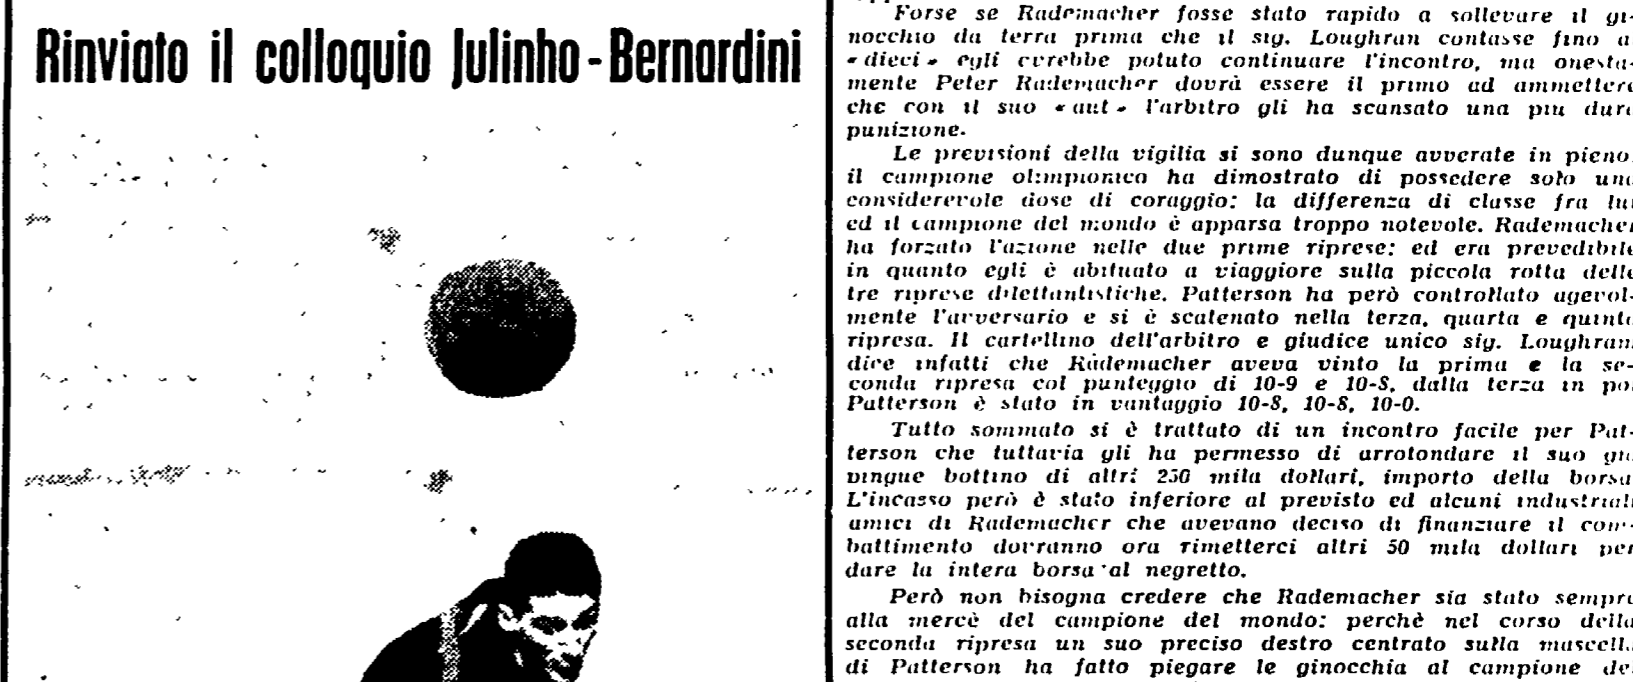 Rinviato il colloquio Julinho - Bernardini
Forse se Rademacher fosse stato rapido a sollevare il gi-
nocchio da terra prima che il sig. Loughran contasse fino a
« dieci » egli avrebbe potuto continuare l'incontro, ma onesta-
mente Peter Rademacher dovrà essere il primo ad ammettere
che con il suo « aut » l'arbitro gli ha scansato una più dura
punizione.
Le previsioni della vigilia si sono dunque avverate in pieno:
il campione olimpionico ha dimostrato di possedere solo una
considerevole dose di coraggio: la differenza di classe fra lui
ed il campione del mondo è apparsa troppo notevole. Rademacher
ha forzato l'azione nelle due prime riprese: ed era prevedibile
in quanto egli è abituato a viaggiore sulla piccola rotta delle
tre riprese dilettantistiche. Patterson ha però controllato agevol-
mente l'avversario e si è scatenato nella terza, quarta e quinta
ripresa. Il cartellino dell'arbitro e giudice unico sig. Loughran
dice infatti che Rademacher aveva vinto la prima e la se-
conda ripresa col punteggio di 10-9 e 10-8, dalla terza in poi
Patterson è stato in vantaggio 10-8, 10-8, 10-0.
Tutto sommato si è trattato di un incontro facile per Pat-
terson che tuttavia gli ha permesso di arrotondare il suo già
pingue bottino di altri 250 mila dollari, importo della borsa
L'incasso però è stato inferiore al previsto ed alcuni industriali
amici di Rademacher che avevano deciso di finanziare il com-
battimento dovranno ora rimetterci altri 50 mila dollari per
dare la intera borsa al negretto.
Però non bisogna credere che Rademacher sia stato sempre
alla mercè del campione del mondo: perchè nel corso della
seconda ripresa un suo preciso destro centrato sulla mascella
di Patterson ha fatto piegare le ginocchia al campione del